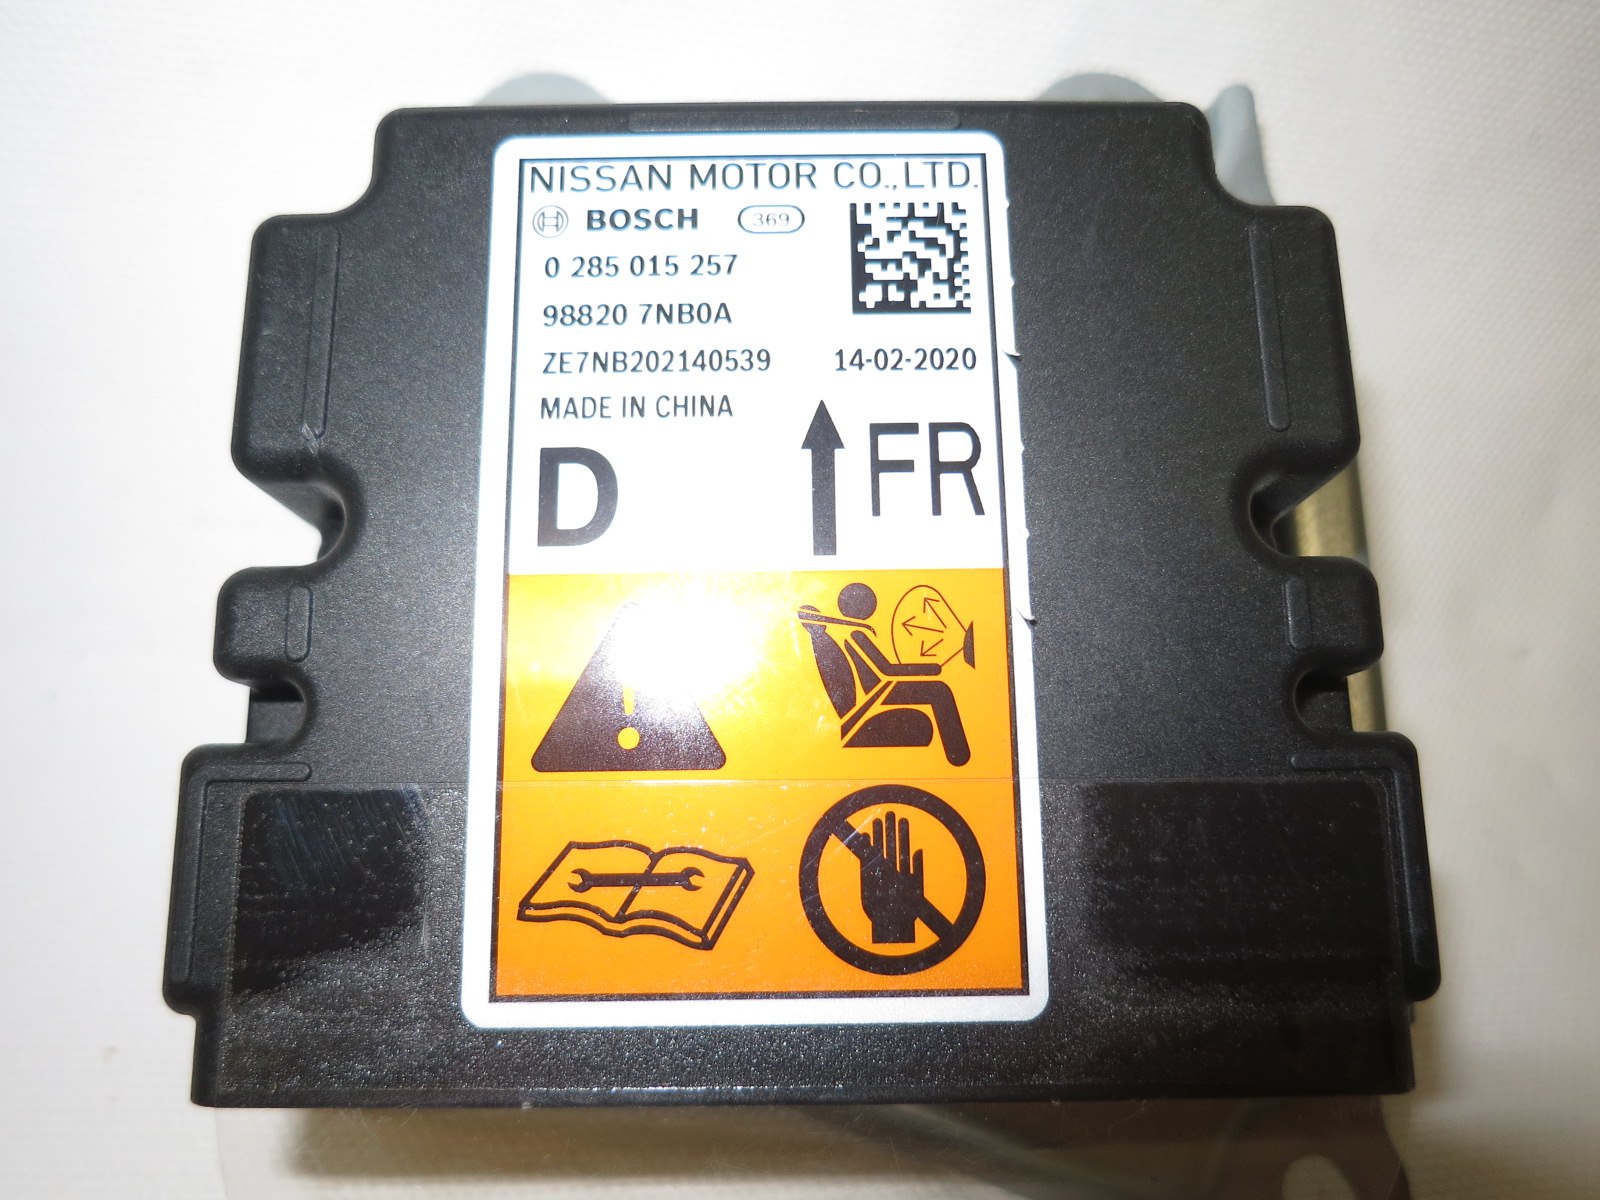 NISSAN MOTOR CO.,LTD.
BOSCH 369
0 285 015 257
98820 7NB0A
ZE7NB202140539 14-02-2020
MADE IN CHINA
D FR